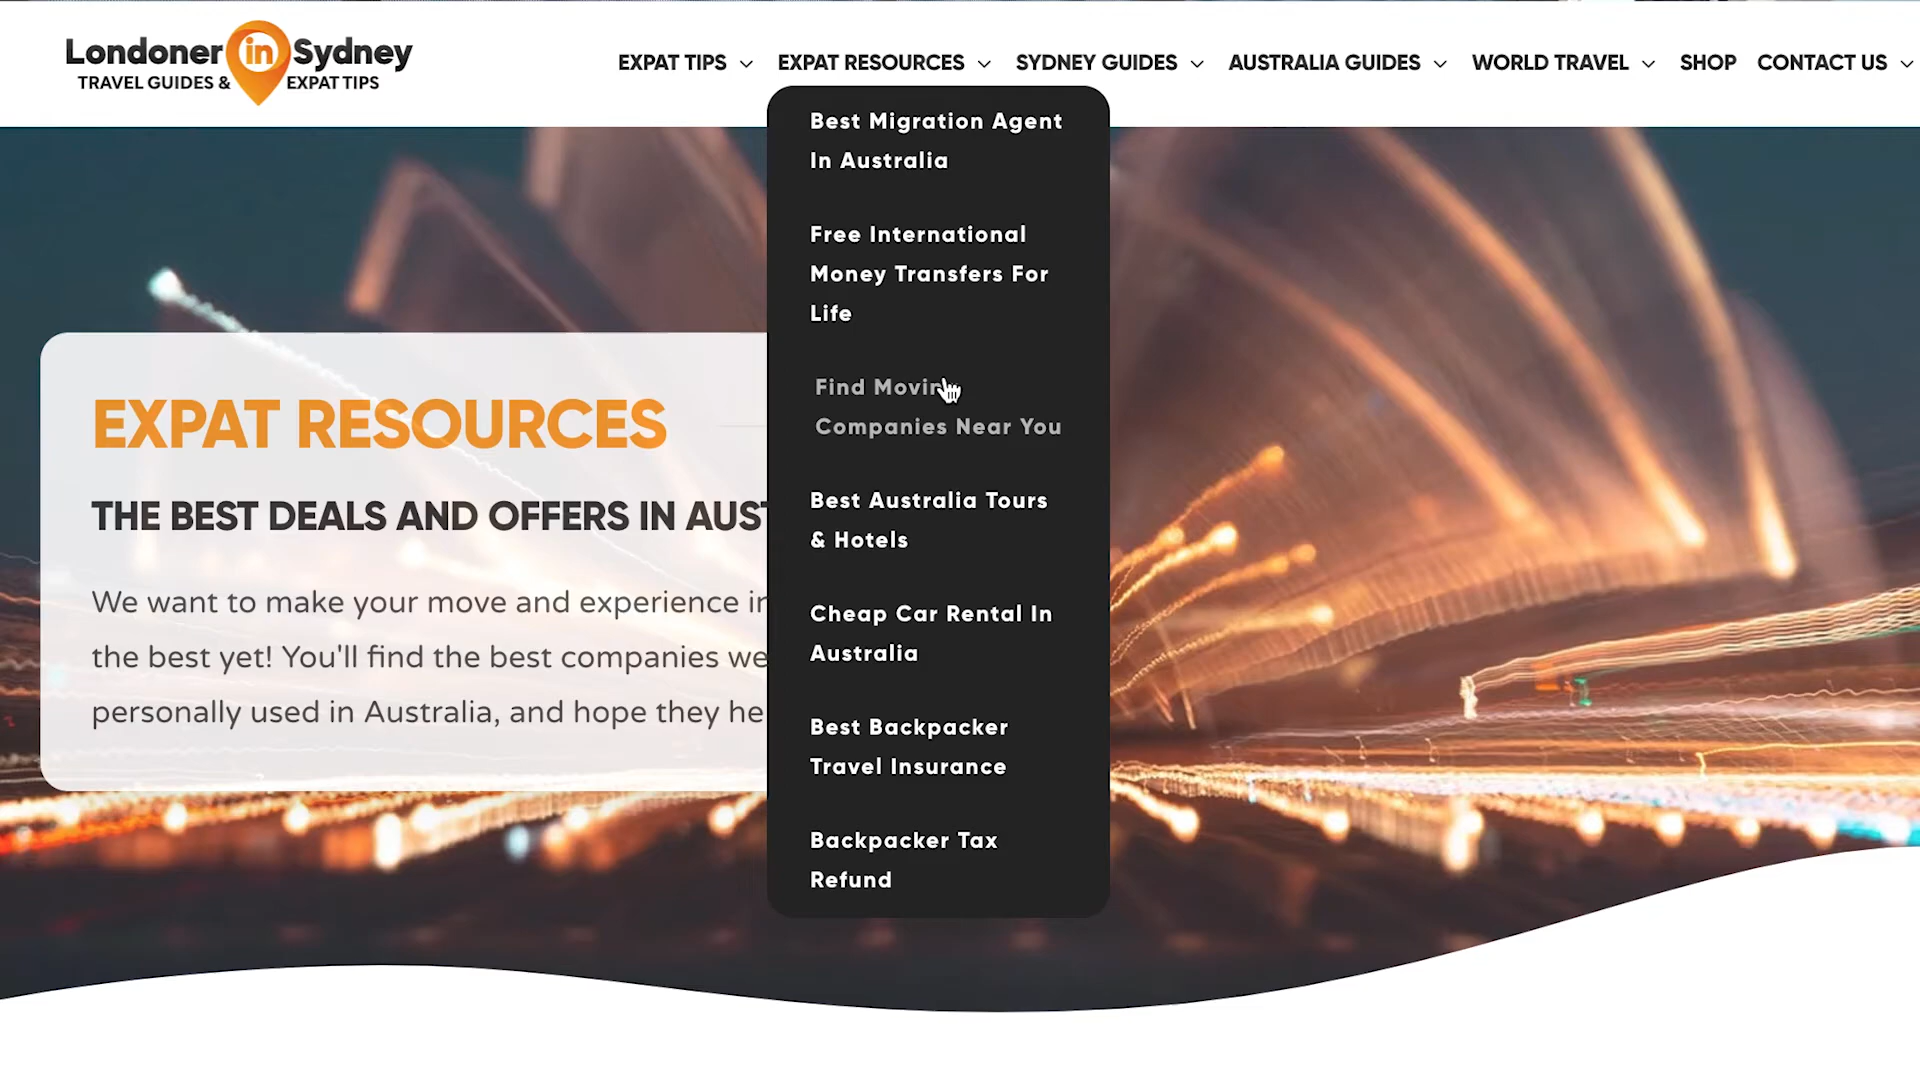 Londoner in Sydney
TRAVEL GUIDES & EXPAT TIPS
EXPAT TIPS
EXPAT RESOURCES
SYDNEY GUIDES
AUSTRALIA GUIDES
WORLD TRAVEL
SHOP
CONTACT US
Best Migration Agent
In Australia
Free International
Money Transfers For
Life
Find Movin
Companies Near You
Best Australia Tours
& Hotels
Cheap Car Rental In
Australia
Best Backpacker
Travel Insurance
Backpacker Tax
Refund
EXPAT RESOURCES
THE BEST DEALS AND OFFERS IN AUST
We want to make your move and experience in
the best yet! You'll find the best companies we
personally used in Australia, and hope they he